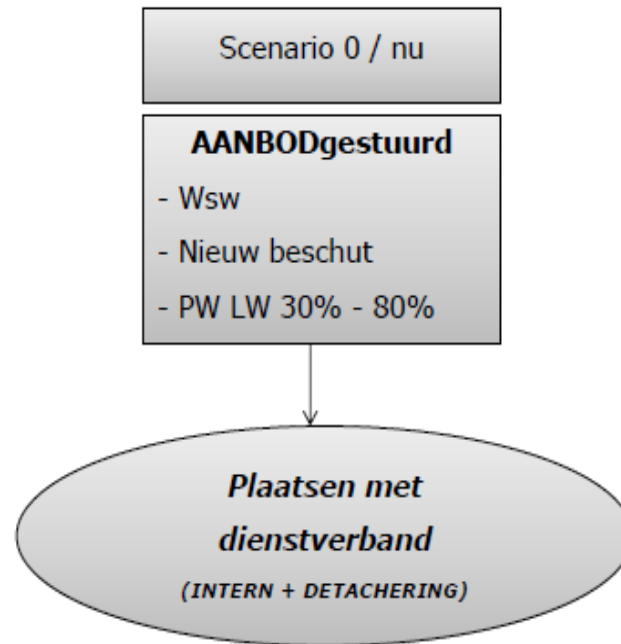 Scenario 0 / nu
AANBODgestuurd
- Wsw
- Nieuw beschut
- PW LW 30% - 80%
Plaatsen met
dienstverband
(INTERN + DETACHERING)